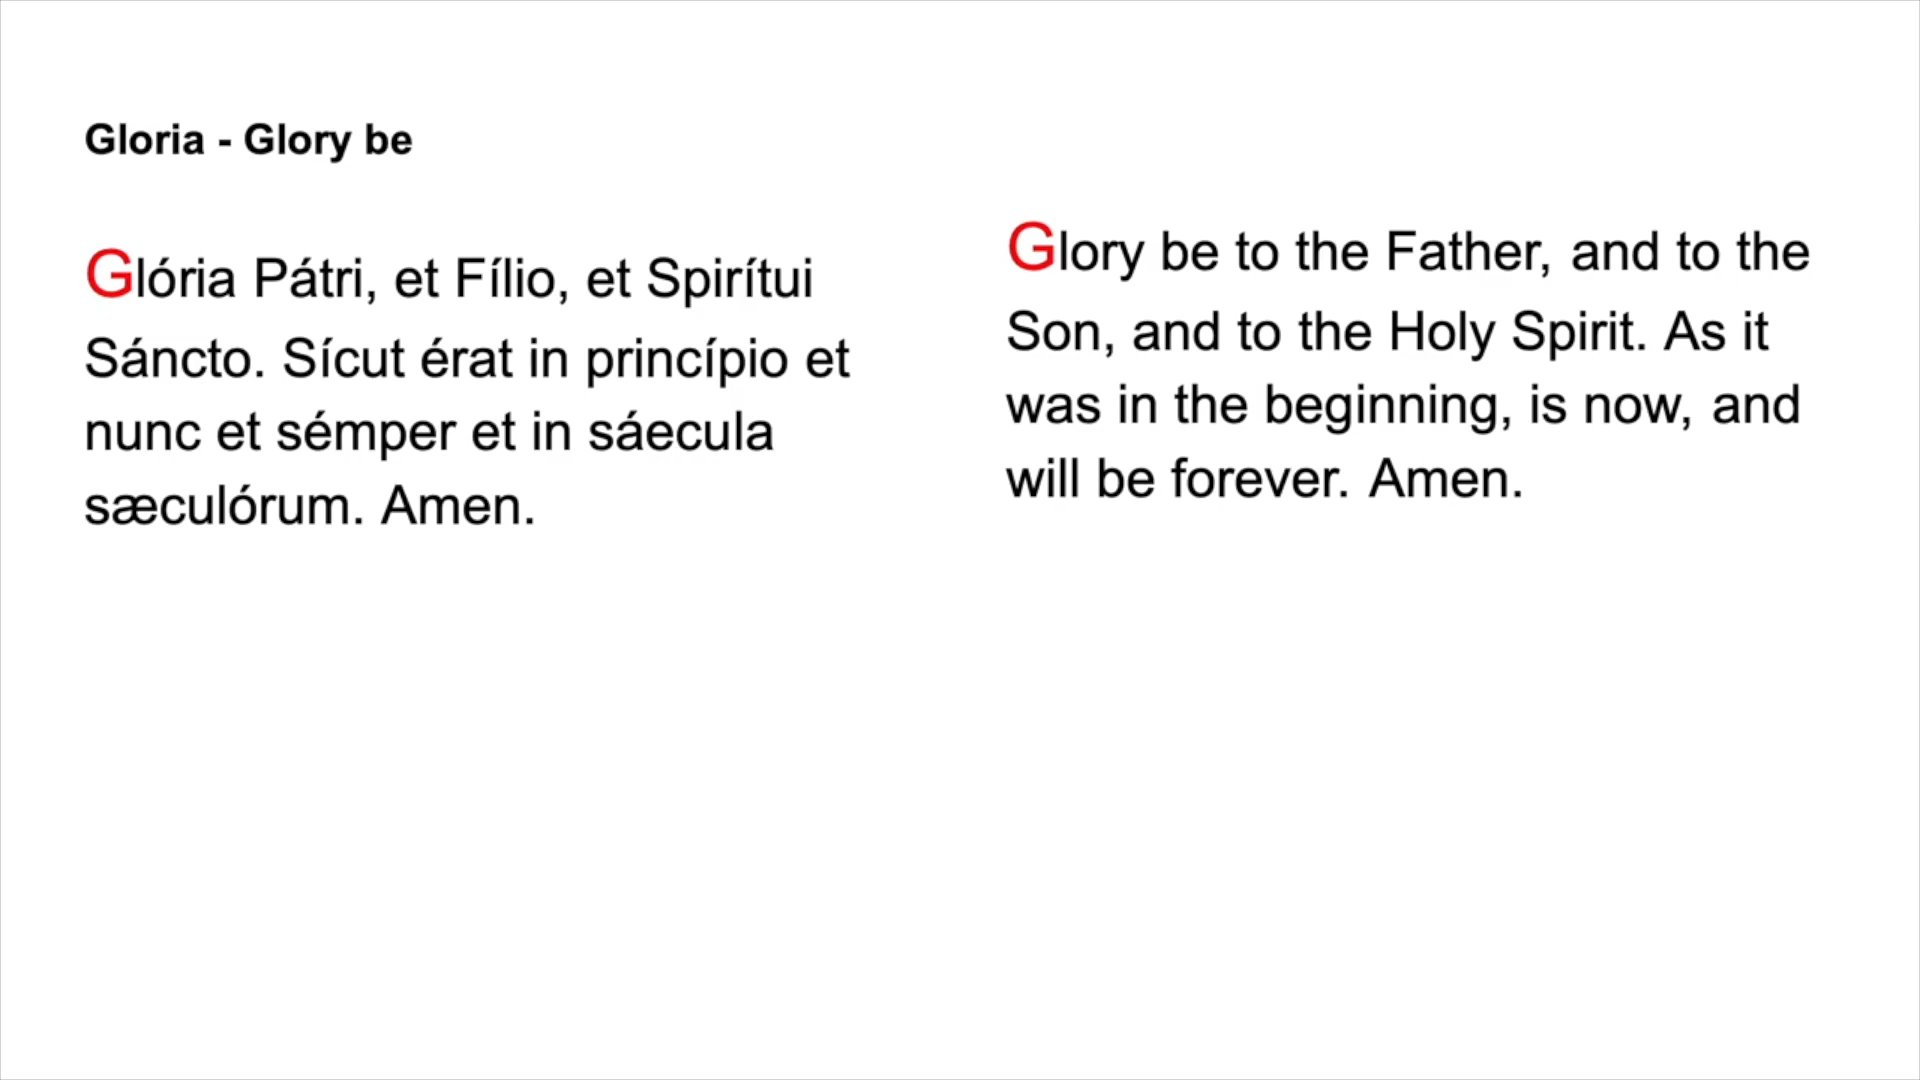 Gloria - Glory be
Glória Pátri, et Fílio, et Spirítui
Sáncto. Sícut érat in princípio et
nunc et sémper et in sáecula
sæculórum. Amen.
Glory be to the Father, and to the
Son, and to the Holy Spirit. As it
was in the beginning, is now, and
will be forever. Amen.